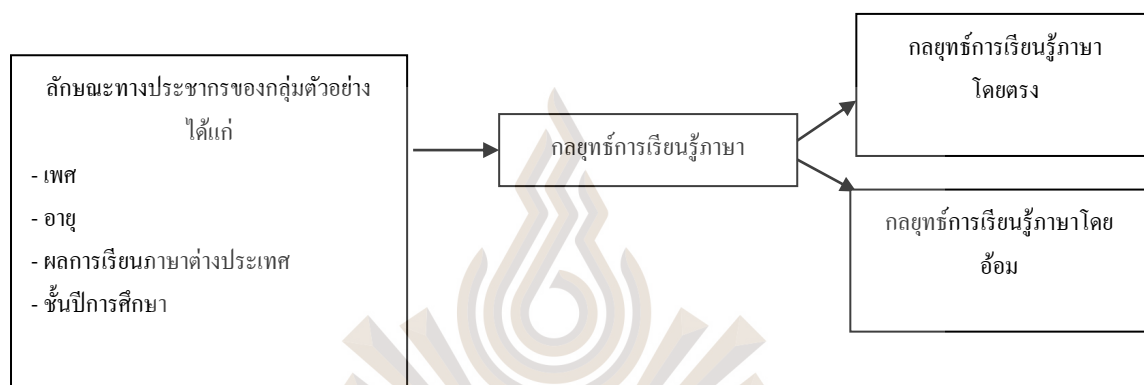 ลักษณะทางประชากรของกลุ่มตัวอย่าง
ได้แก่
- เพศ
- อายุ
- ผลการเรียนภาษาต่างประเทศ
- ชั้นปีการศึกษา
กลยุทธ์การเรียนรู้ภาษา
กลยุทธ์การเรียนรู้ภาษา
โดยตรง
กลยุทธ์การเรียนรู้ภาษาโดย
อ้อม